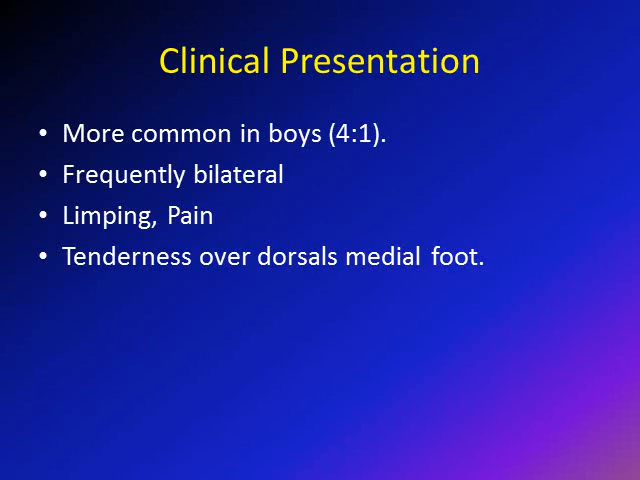 Clinical Presentation
• More common in boys (4:1).
• Frequently bilateral
• Limping, Pain
• Tenderness over dorsals medial foot.